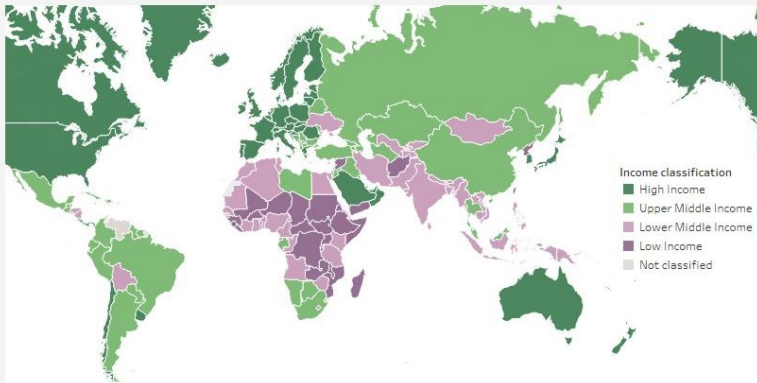 Income classification
High Income
Upper Middle Income
Lower Middle Income
Low Income
Not classified